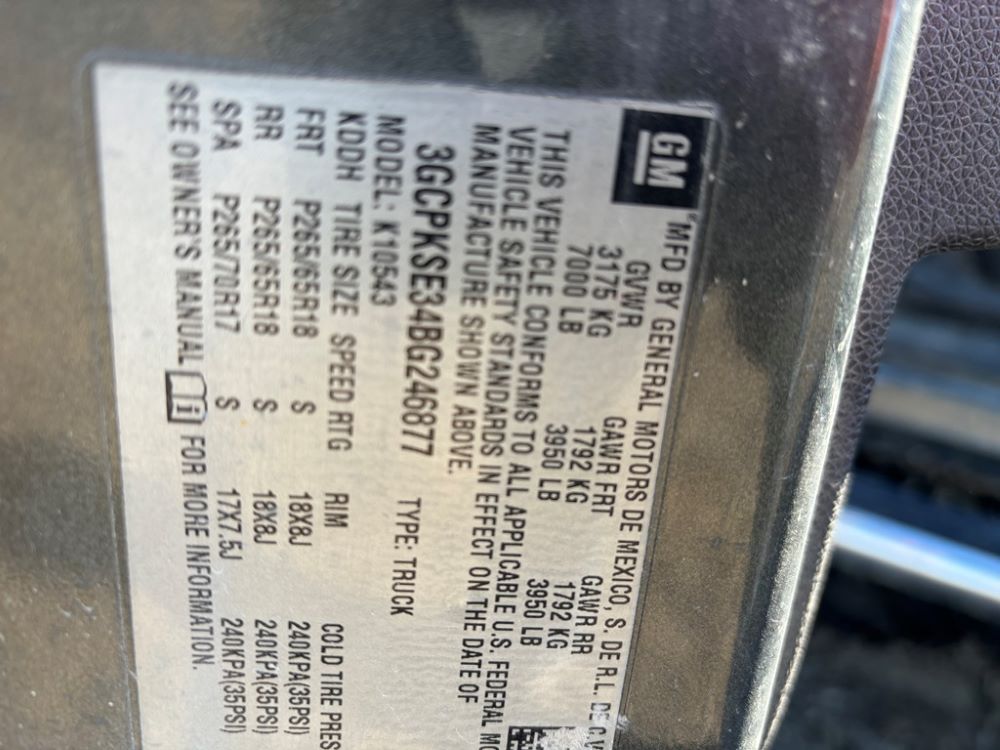 GM MFD BY GENERAL MOTORS DE MEXICO, S. DE R.L. DE C.V
GVWR GAWR FRT GAWR RR
3175 KG 1792 KG 1792 KG
7000 LB 3950 LB 3950 LB
THIS VEHICLE CONFORMS TO ALL APPLICABLE U.S. FEDERAL MO
VEHICLE SAFETY STANDARDS IN EFFECT ON THE DATE OF
MANUFACTURE SHOWN ABOVE.
3GCPKSE34BG246877 TYPE: TRUCK
MODEL: K10543
KDDH TIRE SIZE SPEED RTG RIM COLD TIRE PRES
FRT P265/65R18 S 18X8J 240KPA(35PSI)
RR P265/65R18 S 18X8J 240KPA(35PSI)
SPA P265/70R17 S 17X7.5J 240KPA(35PSI)
SEE OWNER'S MANUAL i FOR MORE INFORMATION.